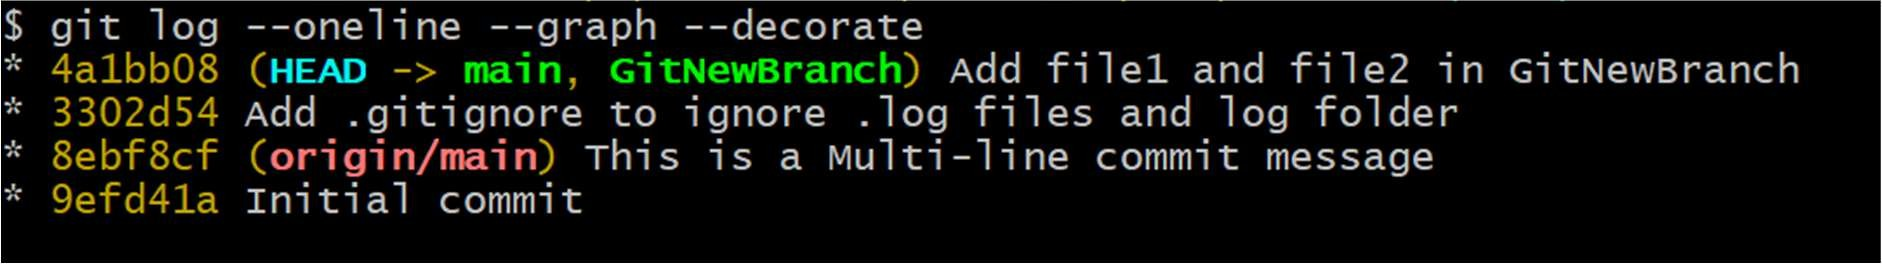 $ git log --oneline --graph --decorate
* 4a1bb08 (HEAD -> main, GitNewBranch) Add file1 and file2 in GitNewBranch
* 3302d54 Add .gitignore to ignore .log files and log folder
* 8ebf8cf (origin/main) This is a Multi-line commit message
* 9efd41a Initial commit